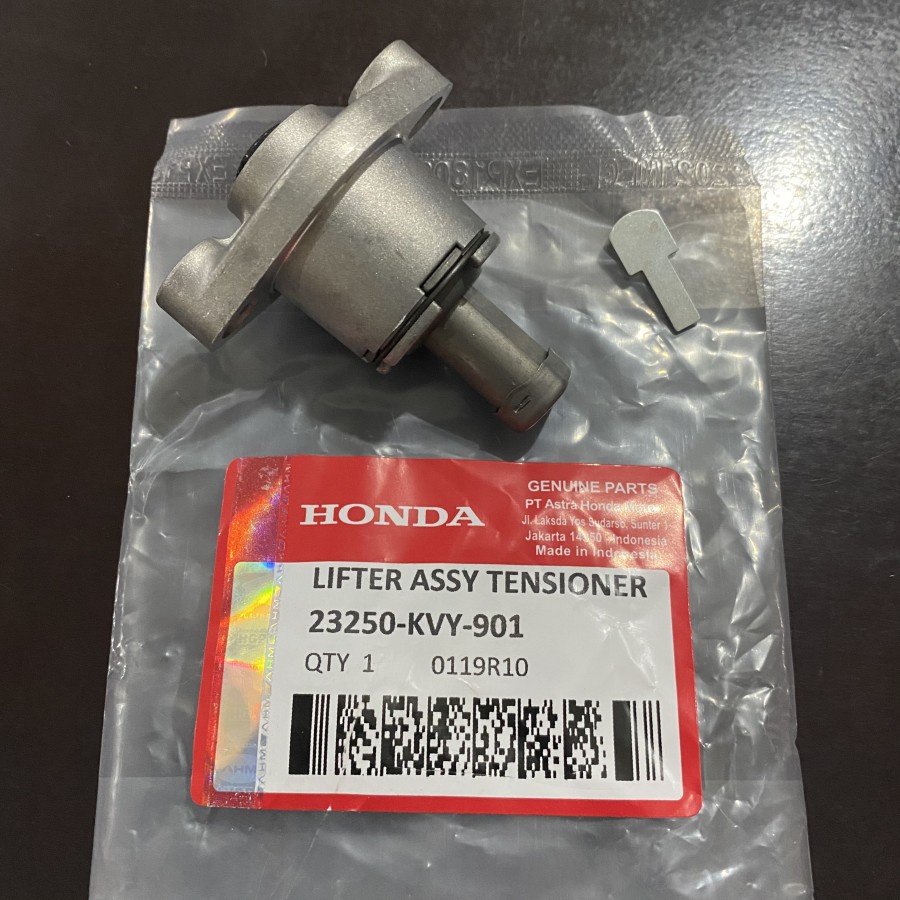 HONDA
GENUINE PARTS
PT Astra Honda Motor
Jl. Laksda Yos Sudarso, Sunter 1
Jakarta 14350 - Indonesia
Made in Indonesia
LIFTER ASSY TENSIONER
23250-KVY-901
QTY 1 0119R10